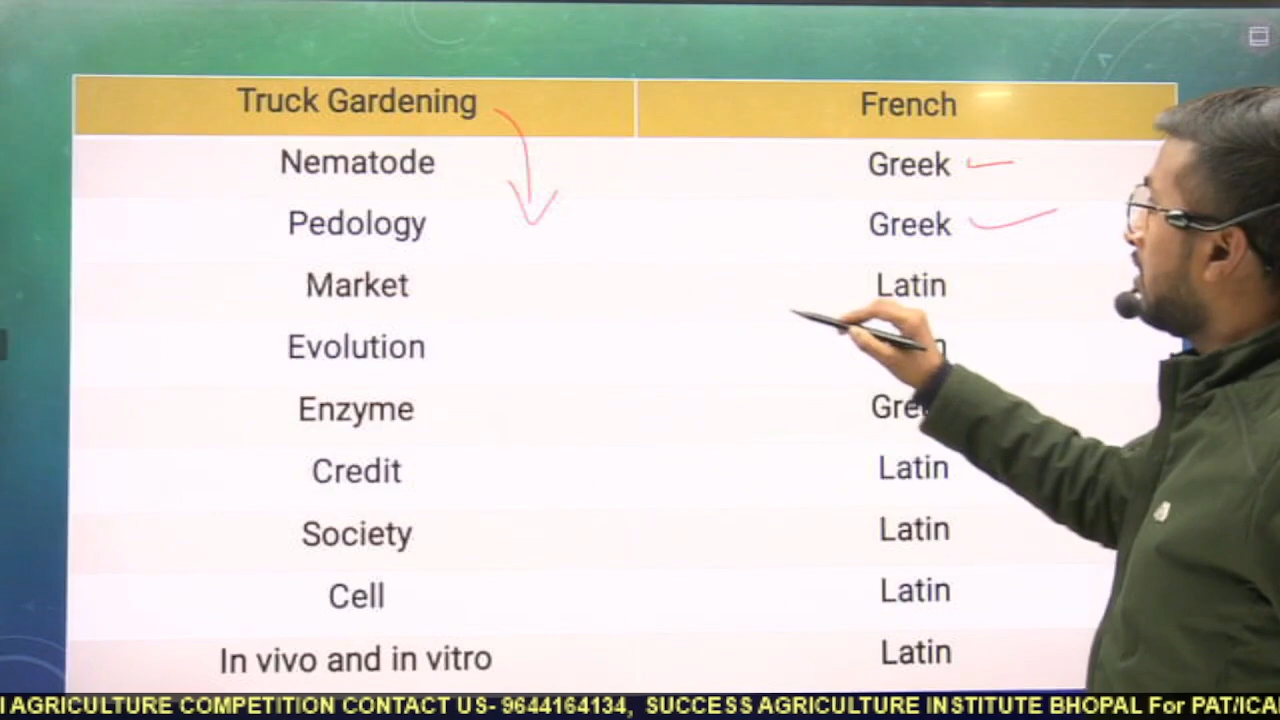 Truck Gardening French
Nematode Greek
Pedology Greek
Market Latin
Evolution
Enzyme
Credit Latin
Society Latin
Cell Latin
In vivo and in vitro Latin
AGRICULTURE COMPETITION CONTACT US- 9644164134, SUCCESS AGRICULTURE INSTITUTE BHOPAL For PAT/ICA